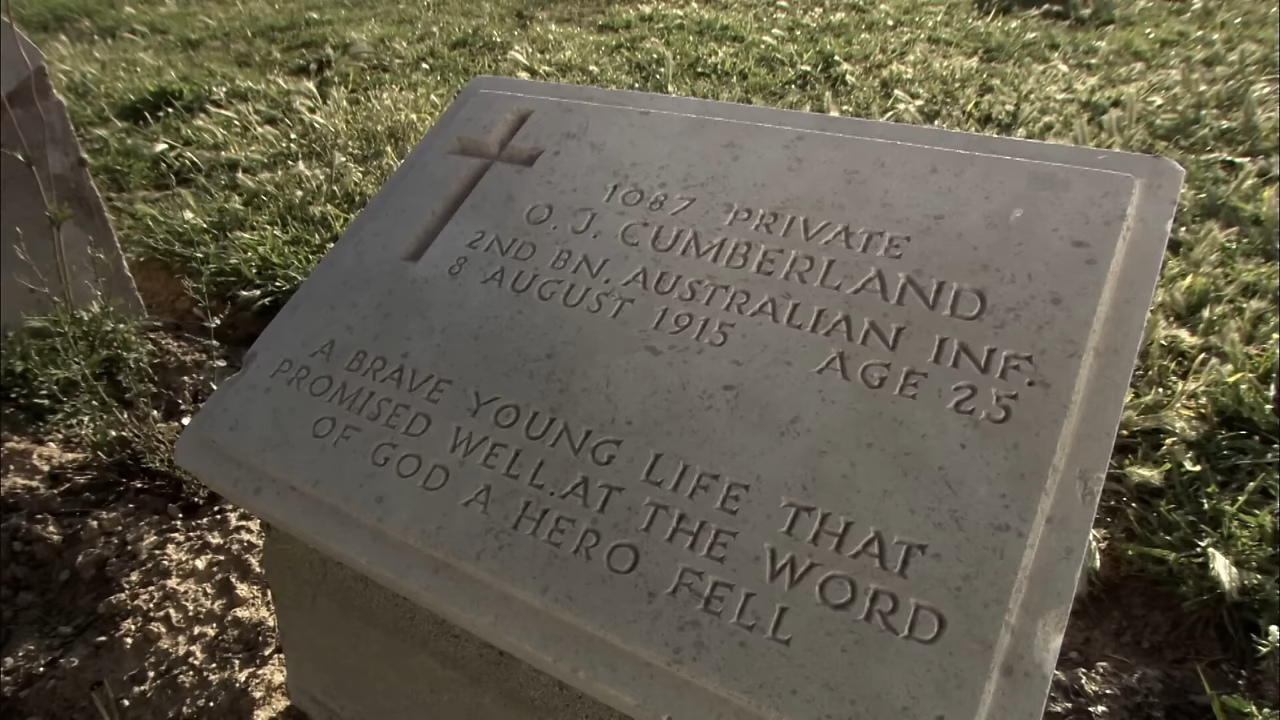 1087 PRIVATE
O. J. CUMBERLAND
2ND BN. AUSTRALIAN INF.
8 AUGUST 1915 AGE 25
A BRAVE YOUNG LIFE THAT
PROMISED WELL.AT THE WORD
OF GOD A HERO FELL